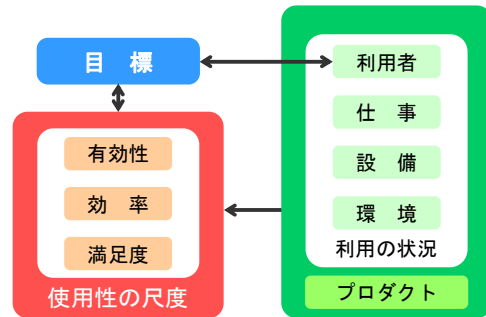 目　標
有効性
効　率
満足度
使用性の尺度
利用者
仕　事
設　備
環　境
利用の状況
プロダクト